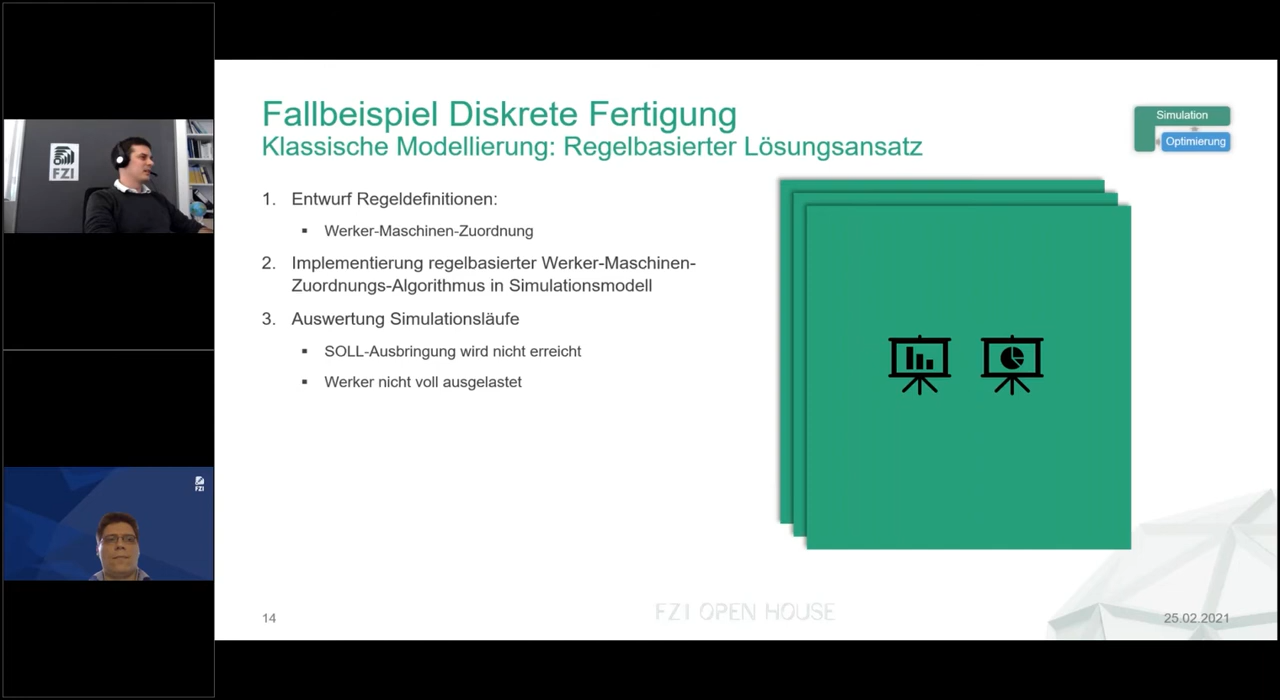 Fallbeispiel Diskrete Fertigung
Klassische Modellierung: Regelbasierter Lösungsansatz
Simulation
Optimierung
1. Entwurf Regeldefinitionen:
▪ Werker-Maschinen-Zuordnung
2. Implementierung regelbasierter Werker-Maschinen-
Zuordnungs-Algorithmus in Simulationsmodell
3. Auswertung Simulationsläufe
▪ SOLL-Ausbringung wird nicht erreicht
▪ Werker nicht voll ausgelastet
14
FZI OPEN HOUSE
25.02.2021
FZI
FZI